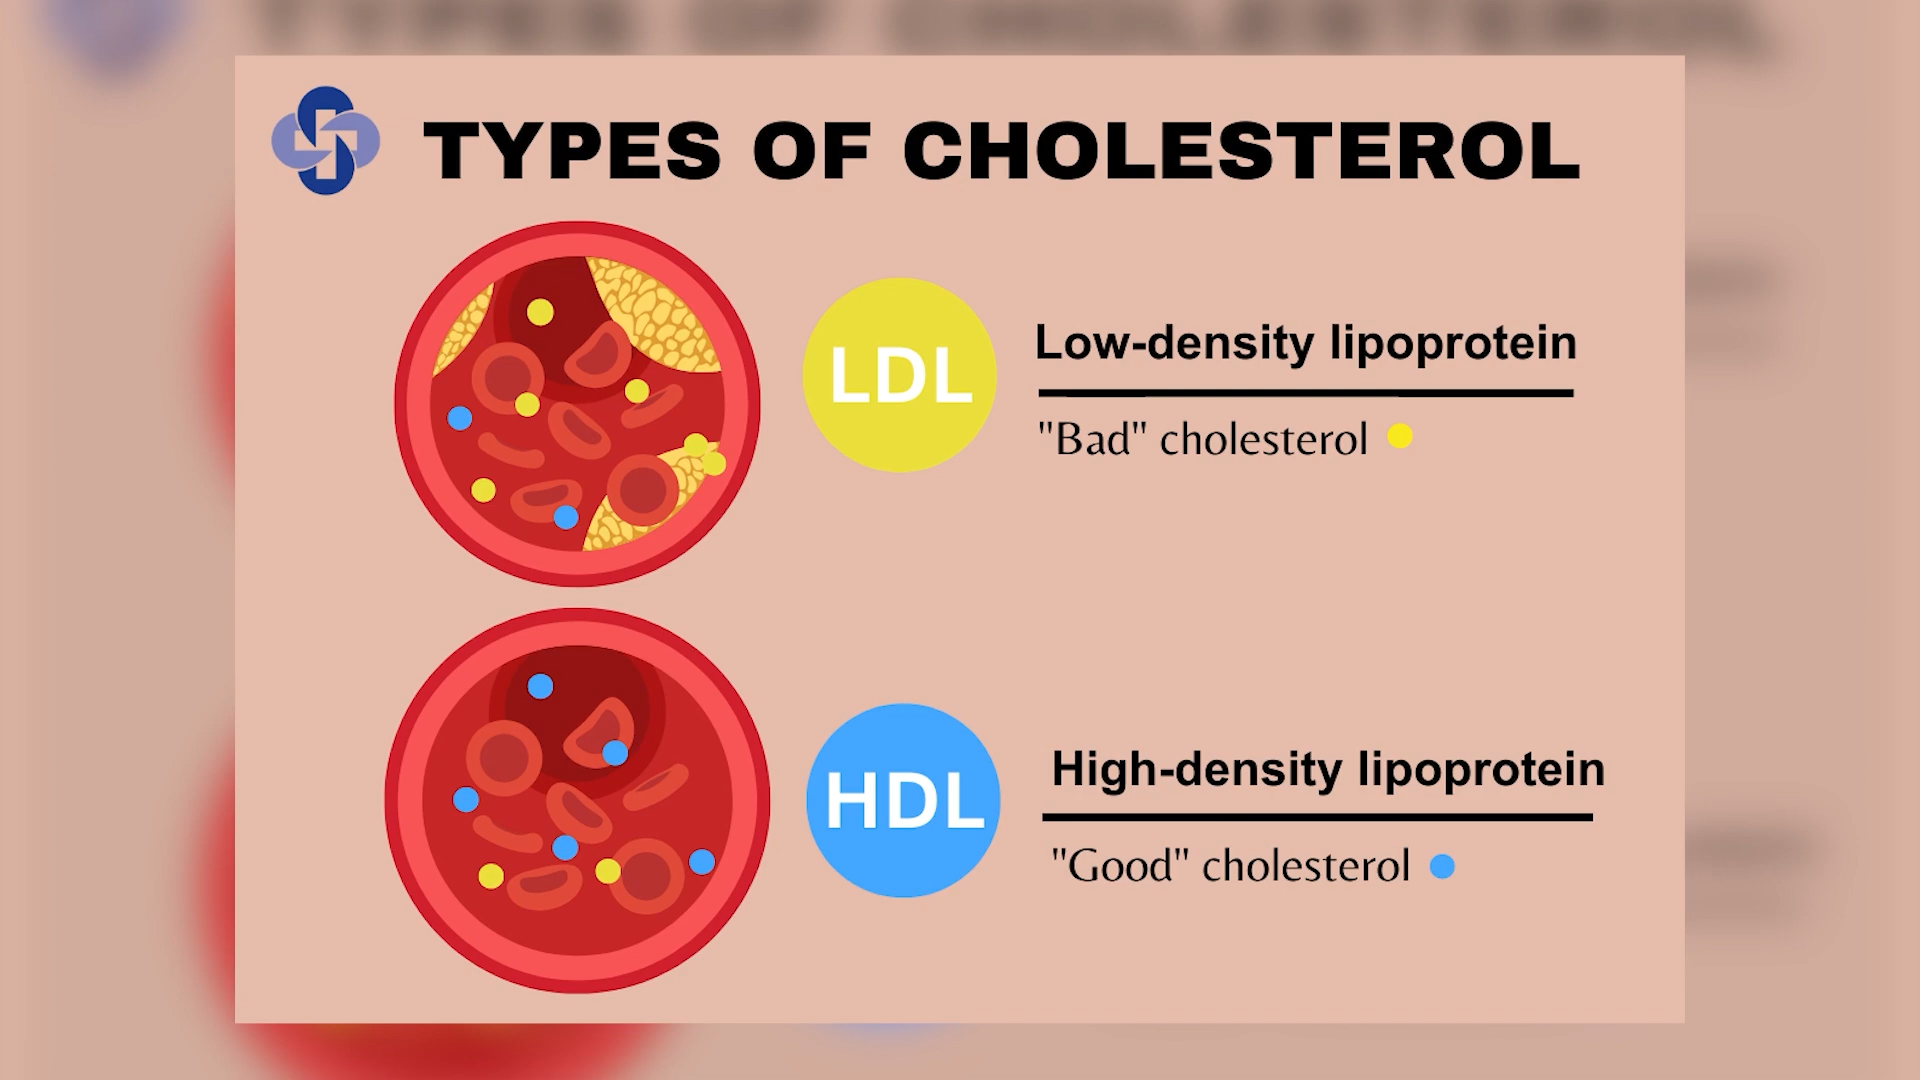 TYPES OF CHOLESTEROL
LDL
Low-density lipoprotein
"Bad" cholesterol
HDL
High-density lipoprotein
"Good" cholesterol